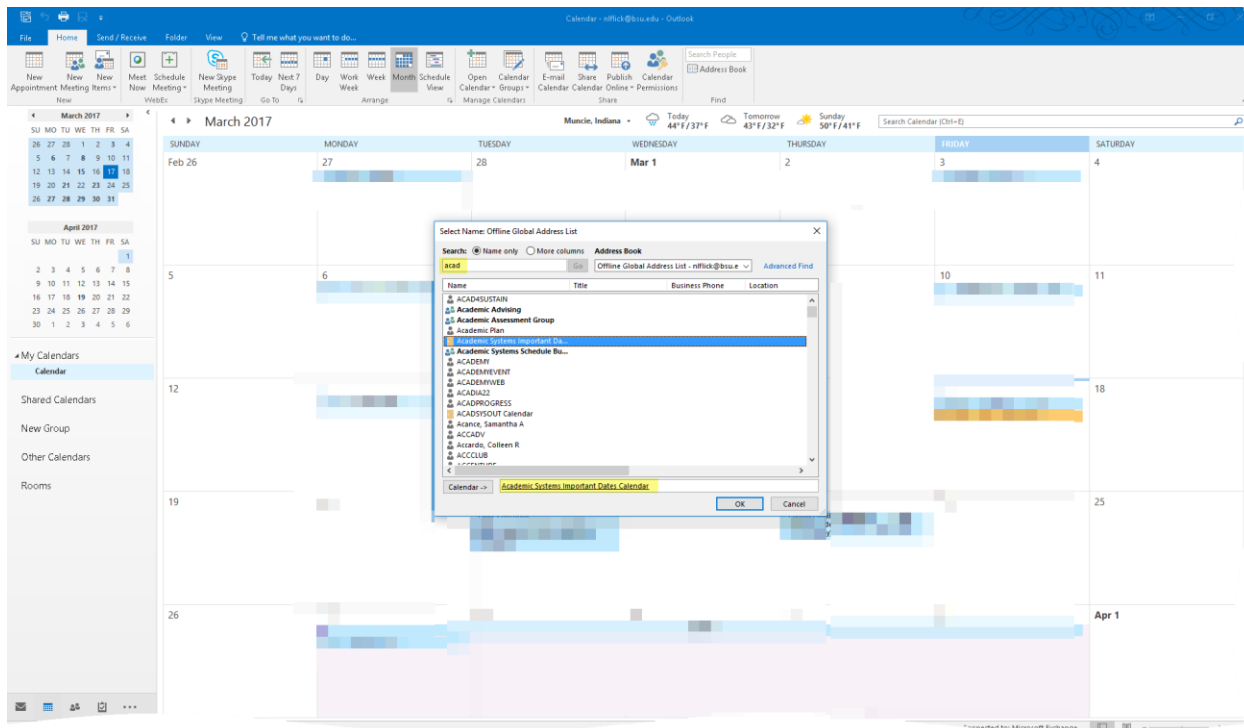 Calendar - nlflick@bsu.edu - Outlook
File Home Send / Receive Folder View Tell me what you want to do...
New Appointment
New Meeting
New Items
Meet Now
Schedule Meeting
New Skype Meeting
Today
Next 7 Days
Day
Work Week
Week
Month
Schedule View
Open Calendar
Calendar Groups
E-mail Calendar
Share Calendar
Publish Online
Calendar Permissions
Search People
Address Book
New WebEx Skype Meeting Go To Arrange Manage Calendars Share Find
March 2017
SU MO TU WE TH FR SA
26 27 28 1 2 3 4
5 6 7 8 9 10 11
12 13 14 15 16 17 18
19 20 21 22 23 24 25
26 27 28 29 30 31
April 2017
SU MO TU WE TH FR SA
1
2 3 4 5 6 7 8
9 10 11 12 13 14 15
16 17 18 19 20 21 22
23 24 25 26 27 28 29
30 1 2 3 4 5 6
My Calendars
Calendar
Shared Calendars
New Group
Other Calendars
Rooms
March 2017
Muncie, Indiana
Today 44°F/37°F
Tomorrow 43°F/32°F
Sunday 50°F/41°F
Search Calendar (Ctrl+E)
SUNDAY MONDAY TUESDAY WEDNESDAY THURSDAY FRIDAY SATURDAY
Feb 26 27 28 Mar 1 2 3 4
5 6 10 11
12 18
19 25
26 Apr 1
Select Name: Offline Global Address List
Search: Name only More columns Address Book
acad Go Offline Global Address List - nlflick@bsu.e Advanced Find
Name Title Business Phone Location
ACAD4SUSTAIN
Academic Advising
Academic Assessment Group
Academic Plan
Academic Systems Important Da...
Academic Systems Schedule Bu...
ACADEMY
ACADEMYEVENT
ACADEMYWEB
ACADIA22
ACADPROGRESS
ACADSYSOUT Calendar
Acance, Samantha A
ACCADV
Accardo, Colleen R
ACCCLUB
ACCENTURE
Calendar -> Academic Systems Important Dates Calendar
OK Cancel
Connected to: Microsoft Exchange